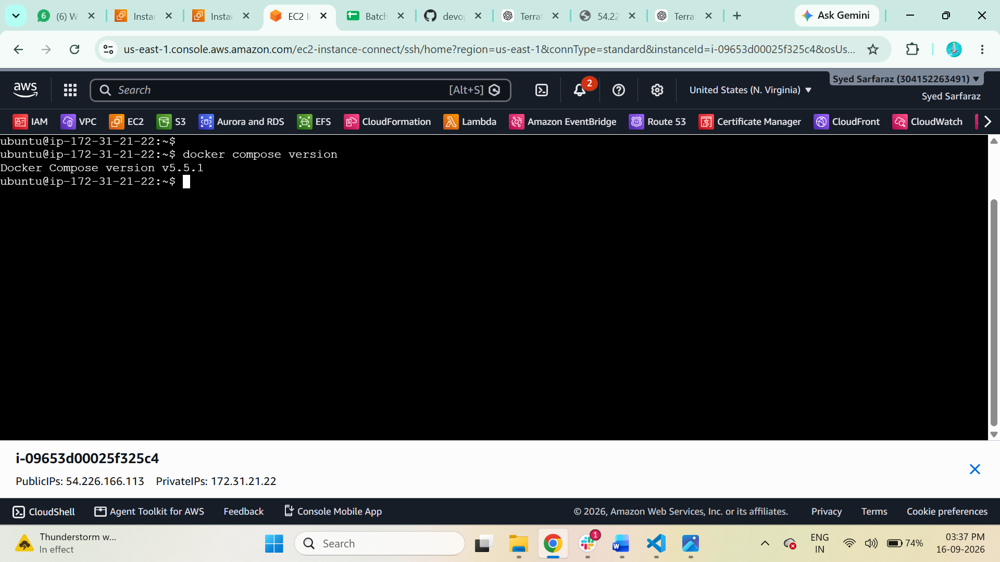 6 (6) W
Instar
Instar
EC2 I
Batch
devo
Terra
54.22
Terra
Ask Gemini
us-east-1.console.aws.amazon.com/ec2-instance-connect/ssh/home?region=us-east-1&connType=standard&instanceId=i-09653d00025f325c4&osUs...
aws
Search
[Alt+S]
2
United States (N. Virginia) ▼
Syed Sarfaraz (304152263491) ▼
Syed Sarfaraz
IAM
VPC
EC2
S3
Aurora and RDS
EFS
CloudFormation
Lambda
Amazon EventBridge
Route 53
Certificate Manager
CloudFront
CloudWatch
ubuntu@ip-172-31-21-22:~$
ubuntu@ip-172-31-21-22:~$ docker compose version
Docker Compose version v5.5.1
ubuntu@ip-172-31-21-22:~$
i-09653d00025f325c4
PublicIPs: 54.226.166.113 PrivateIPs: 172.31.21.22
CloudShell
Agent Toolkit for AWS
Feedback
Console Mobile App
© 2026, Amazon Web Services, Inc. or its affiliates.
Privacy
Terms
Cookie preferences
Thunderstorm w...
In effect
Search
1
ENG
IN
74%
03:37 PM
16-09-2026